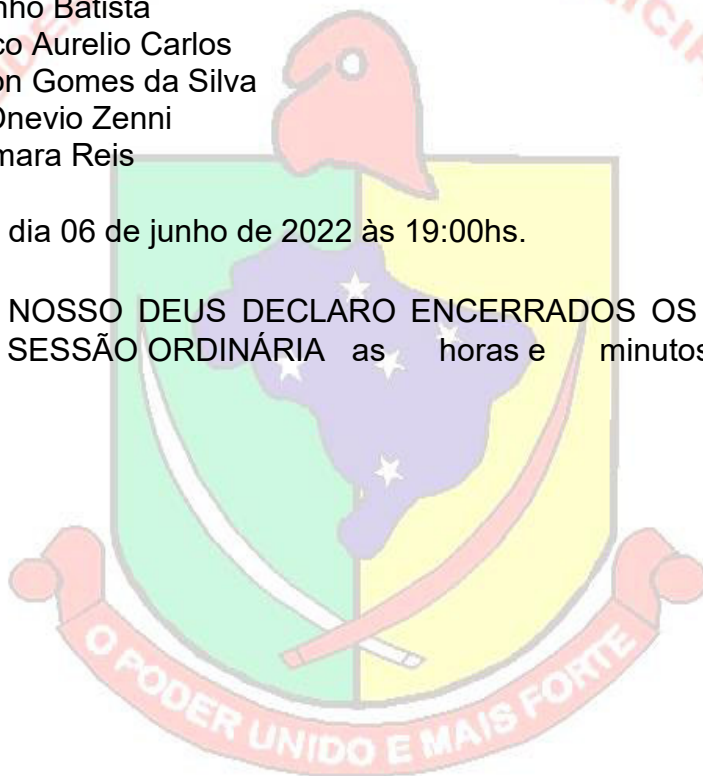 nho Batista
co Aurelio Carlos
on Gomes da Silva
Onevio Zenni
mara Reis
dia 06 de junho de 2022 às 19:00hs.
NOSSO DEUS DECLARO ENCERRADOS OS
SESSÃO ORDINÁRIA as horas e minutos
O PODER UNIDO E MAIS FORTE